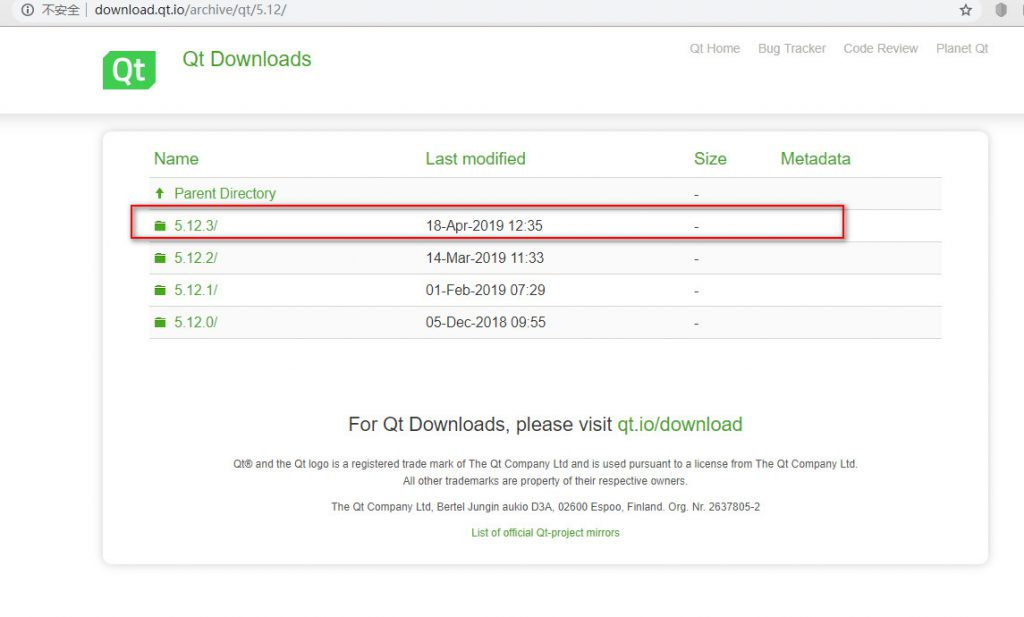 不安全 download.qt.io/archive/qt/5.12/
Qt Home Bug Tracker Code Review Planet Qt
Qt Qt Downloads
Name Last modified Size Metadata
Parent Directory -
5.12.3/ 18-Apr-2019 12:35 -
5.12.2/ 14-Mar-2019 11:33 -
5.12.1/ 01-Feb-2019 07:29 -
5.12.0/ 05-Dec-2018 09:55 -
For Qt Downloads, please visit qt.io/download
Qt® and the Qt logo is a registered trade mark of The Qt Company Ltd and is used pursuant to a license from The Qt Company Ltd.
All other trademarks are property of their respective owners.
The Qt Company Ltd, Bertel Jungin aukio D3A, 02600 Espoo, Finland. Org. Nr. 2637805-2
List of official Qt-project mirrors